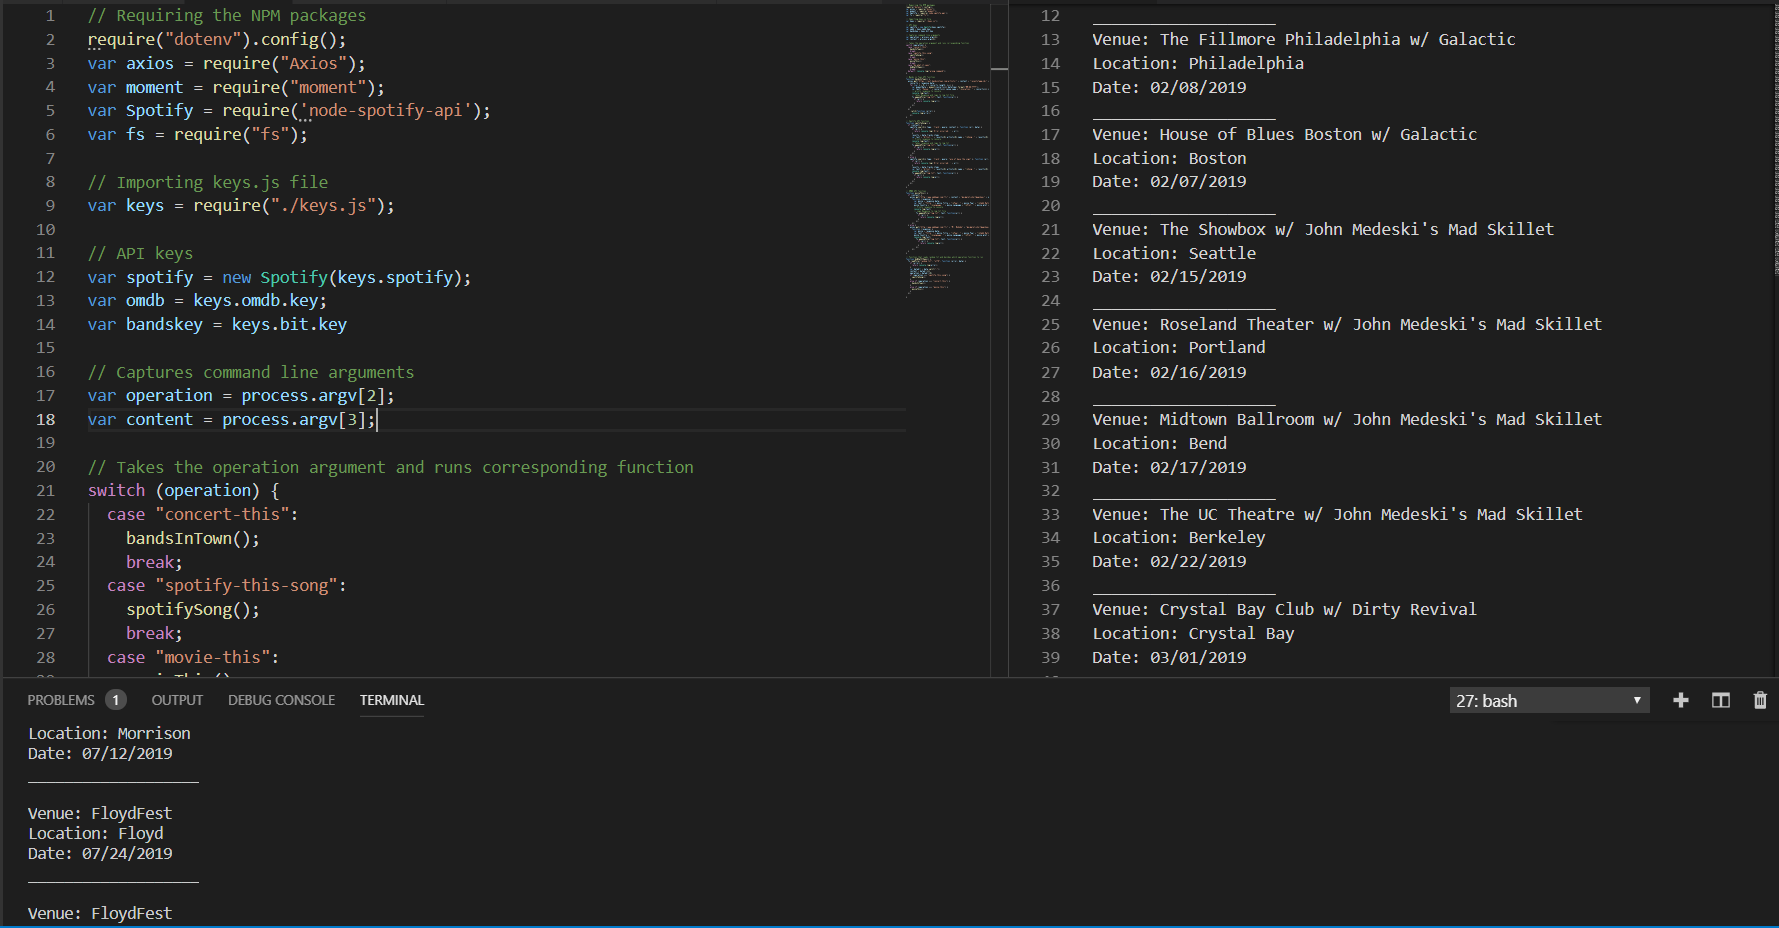 1 // Requiring the NPM packages
2 require("dotenv").config();
3 var axios = require("Axios");
4 var moment = require("moment");
5 var Spotify = require('node-spotify-api');
6 var fs = require("fs");
7
8 // Importing keys.js file
9 var keys = require("./keys.js");
10
11 // API keys
12 var spotify = new Spotify(keys.spotify);
13 var omdb = keys.omdb.key;
14 var bandskey = keys.bit.key
15
16 // Captures command line arguments
17 var operation = process.argv[2];
18 var content = process.argv[3];
19
20 // Takes the operation argument and runs corresponding function
21 switch (operation) {
22 case "concert-this":
23 bandsInTown();
24 break;
25 case "spotify-this-song":
26 spotifySong();
27 break;
28 case "movie-this":
12 ___________________
13 Venue: The Fillmore Philadelphia w/ Galactic
14 Location: Philadelphia
15 Date: 02/08/2019
16 ___________________
17 Venue: House of Blues Boston w/ Galactic
18 Location: Boston
19 Date: 02/07/2019
20 ___________________
21 Venue: The Showbox w/ John Medeski's Mad Skillet
22 Location: Seattle
23 Date: 02/15/2019
24 ___________________
25 Venue: Roseland Theater w/ John Medeski's Mad Skillet
26 Location: Portland
27 Date: 02/16/2019
28 ___________________
29 Venue: Midtown Ballroom w/ John Medeski's Mad Skillet
30 Location: Bend
31 Date: 02/17/2019
32 ___________________
33 Venue: The UC Theatre w/ John Medeski's Mad Skillet
34 Location: Berkeley
35 Date: 02/22/2019
36 ___________________
37 Venue: Crystal Bay Club w/ Dirty Revival
38 Location: Crystal Bay
39 Date: 03/01/2019
PROBLEMS 1 OUTPUT DEBUG CONSOLE TERMINAL 27: bash
Location: Morrison
Date: 07/12/2019
___________________
Venue: FloydFest
Location: Floyd
Date: 07/24/2019
___________________
Venue: FloydFest